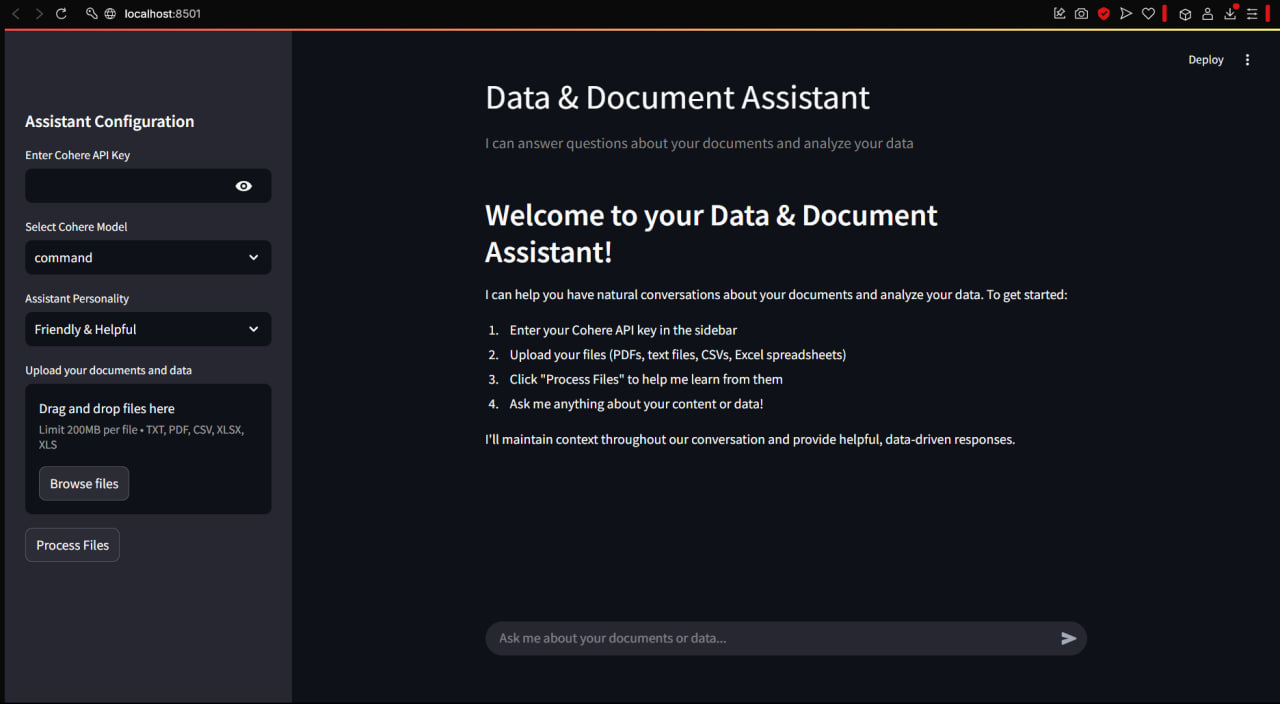 localhost:8501
Deploy
Assistant Configuration
Enter Cohere API Key
Select Cohere Model
command
Assistant Personality
Friendly & Helpful
Upload your documents and data
Drag and drop files here
Limit 200MB per file • TXT, PDF, CSV, XLSX,
XLS
Browse files
Process Files
Data & Document Assistant
I can answer questions about your documents and analyze your data
Welcome to your Data & Document
Assistant!
I can help you have natural conversations about your documents and analyze your data. To get started:
1. Enter your Cohere API key in the sidebar
2. Upload your files (PDFs, text files, CSVs, Excel spreadsheets)
3. Click "Process Files" to help me learn from them
4. Ask me anything about your content or data!
I'll maintain context throughout our conversation and provide helpful, data-driven responses.
Ask me about your documents or data...